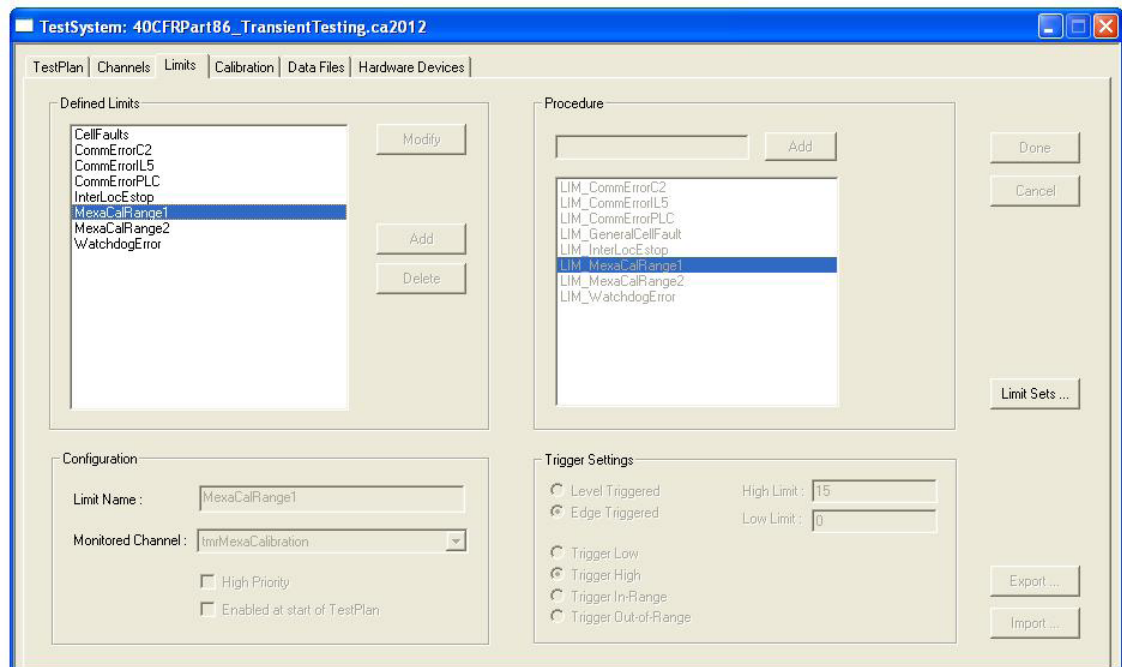 TestSystem: 40CFRPart86_TransientTesting.ca2012
TestPlan Channels Limits Calibration Data Files Hardware Devices
Defined Limits
CellFaults
CommErrorC2
CommErrorIL5
CommErrorPLC
InterLocEstop
MexaCalRange1
MexaCalRange2
WatchdogError
Modify
Add
Delete
Procedure
Add
LIM_CommErrorC2
LIM_CommErrorIL5
LIM_CommErrorPLC
LIM_GeneralCellFault
LIM_InterLocEstop
LIM_MexaCalRange1
LIM_MexaCalRange2
LIM_WatchdogError
Done
Cancel
Limit Sets ...
Configuration
Limit Name : MexaCalRange1
Monitored Channel : tmrMexaCalibration
High Priority
Enabled at start of TestPlan
Trigger Settings
Level Triggered
Edge Triggered
High Limit : 15
Low Limit : 0
Trigger Low
Trigger High
Trigger In-Range
Trigger Out-of-Range
Export ...
Import ...